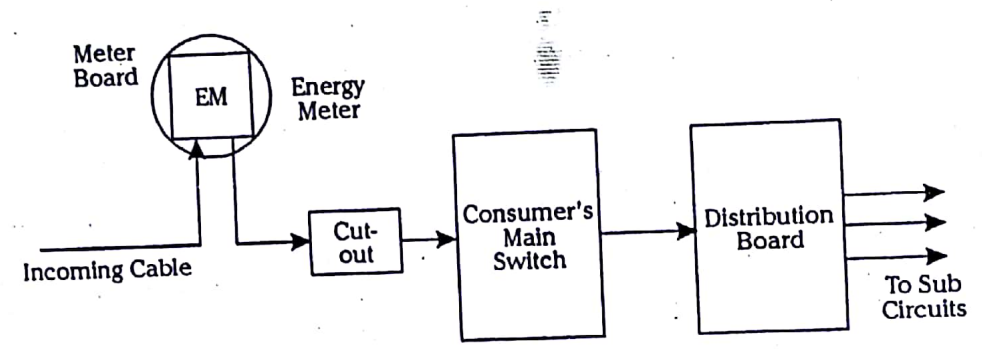 Meter
Board
EM
Energy
Meter
Incoming Cable
Cut-
out
Consumer's
Main
Switch
Distribution
Board
To Sub
Circuits